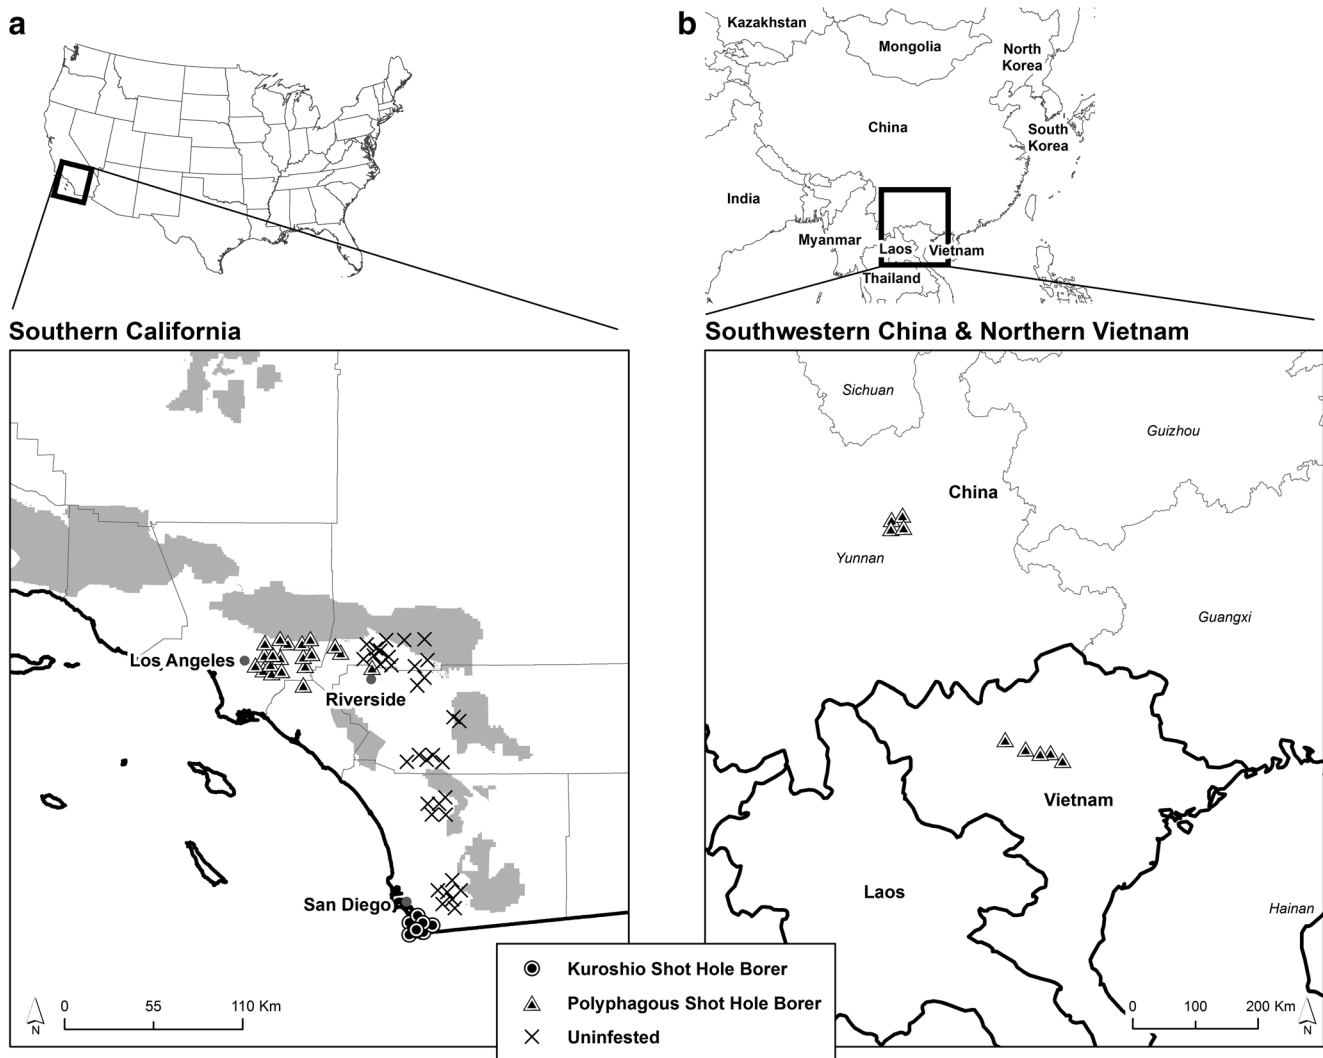 a
b
Kazakhstan
Mongolia
North
Korea
China
South
Korea
India
Myanmar
Laos
Vietnam
Thailand
Southern California
Southwestern China & Northern Vietnam
Los Angeles
Riverside
San Diego
0 55 110 Km
N
Sichuan
Guizhou
China
Yunnan
Guangxi
Vietnam
Laos
Hainan
0 100 200 Km
N
Kuroshio Shot Hole Borer
Polyphagous Shot Hole Borer
Uninfested